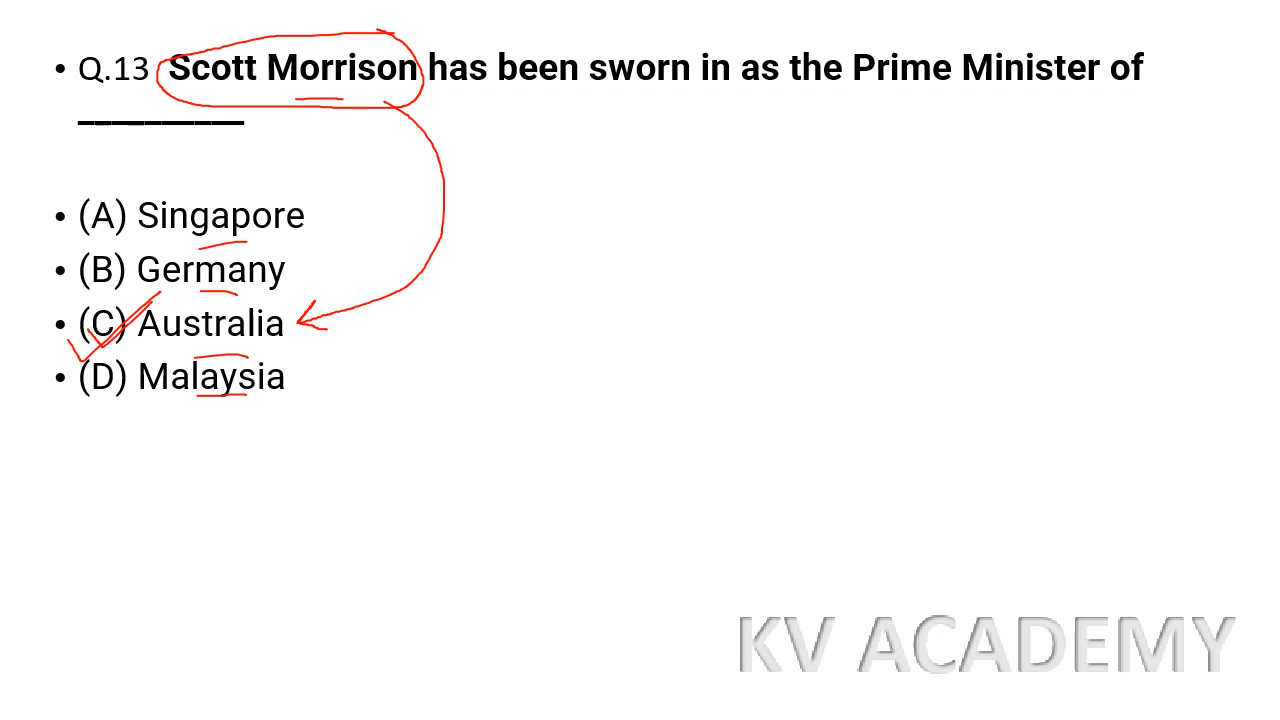 • Q.13 Scott Morrison has been sworn in as the Prime Minister of
__________
• (A) Singapore
• (B) Germany
• (C) Australia
• (D) Malaysia
KV ACADEMY